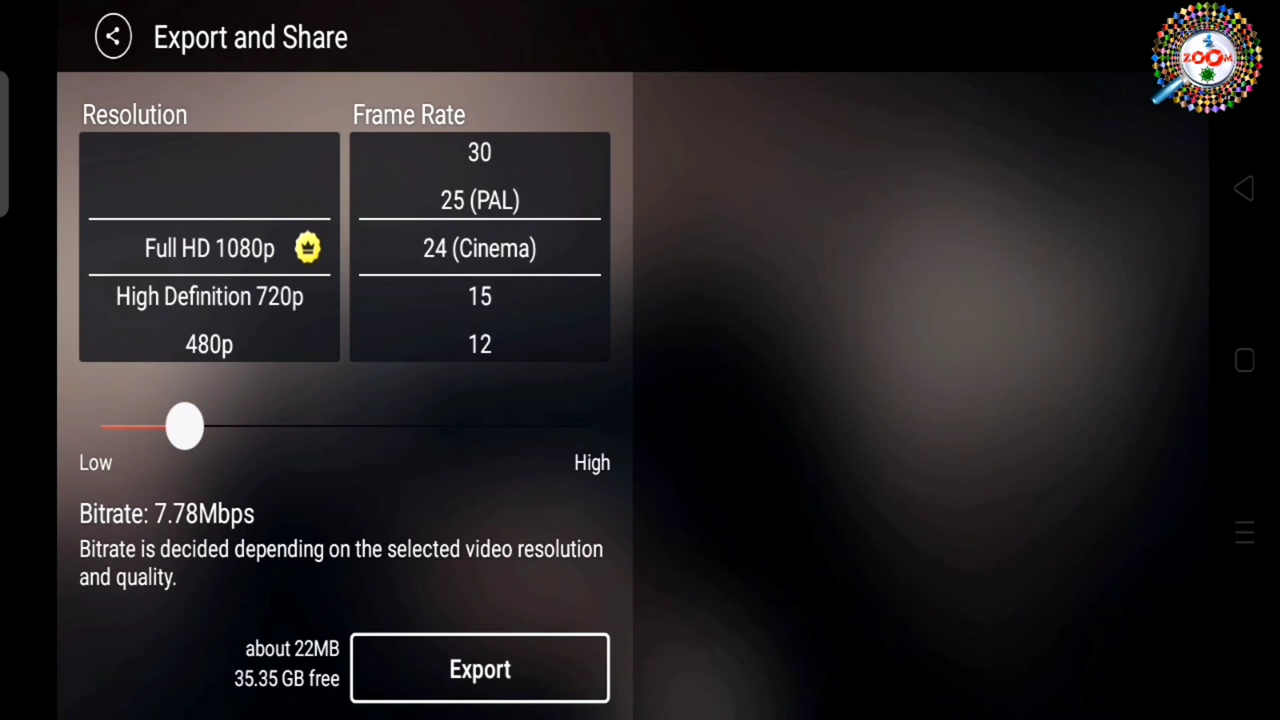 Export and Share
Resolution
Frame Rate
30
25 (PAL)
Full HD 1080p
24 (Cinema)
High Definition 720p
15
480p
12
Low
High
Bitrate: 7.78Mbps
Bitrate is decided depending on the selected video resolution
and quality.
about 22MB
35.35 GB free
Export
ZOOM